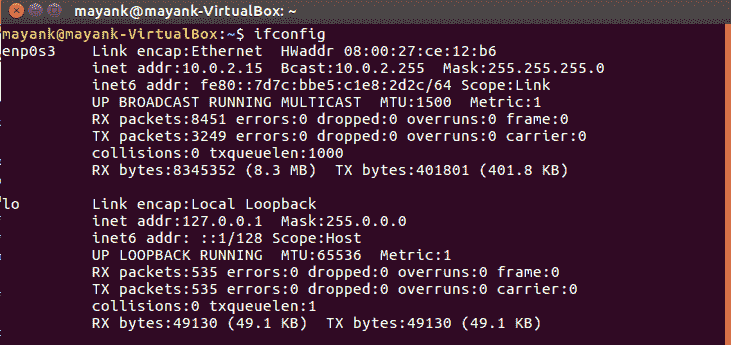 mayank@mayank-VirtualBox: ~
mayank@mayank-VirtualBox:~$ ifconfig
enp0s3    Link encap:Ethernet  HWaddr 08:00:27:ce:12:b6
          inet addr:10.0.2.15  Bcast:10.0.2.255  Mask:255.255.255.0
          inet6 addr: fe80::7d7c:bbe5:c1e8:2d2c/64 Scope:Link
          UP BROADCAST RUNNING MULTICAST  MTU:1500  Metric:1
          RX packets:8451 errors:0 dropped:0 overruns:0 frame:0
          TX packets:3249 errors:0 dropped:0 overruns:0 carrier:0
          collisions:0 txqueuelen:1000
          RX bytes:8345352 (8.3 MB)  TX bytes:401801 (401.8 KB)
lo        Link encap:Local Loopback
          inet addr:127.0.0.1  Mask:255.0.0.0
          inet6 addr: ::1/128 Scope:Host
          UP LOOPBACK RUNNING  MTU:65536  Metric:1
          RX packets:535 errors:0 dropped:0 overruns:0 frame:0
          TX packets:535 errors:0 dropped:0 overruns:0 carrier:0
          collisions:0 txqueuelen:1
          RX bytes:49130 (49.1 KB)  TX bytes:49130 (49.1 KB)